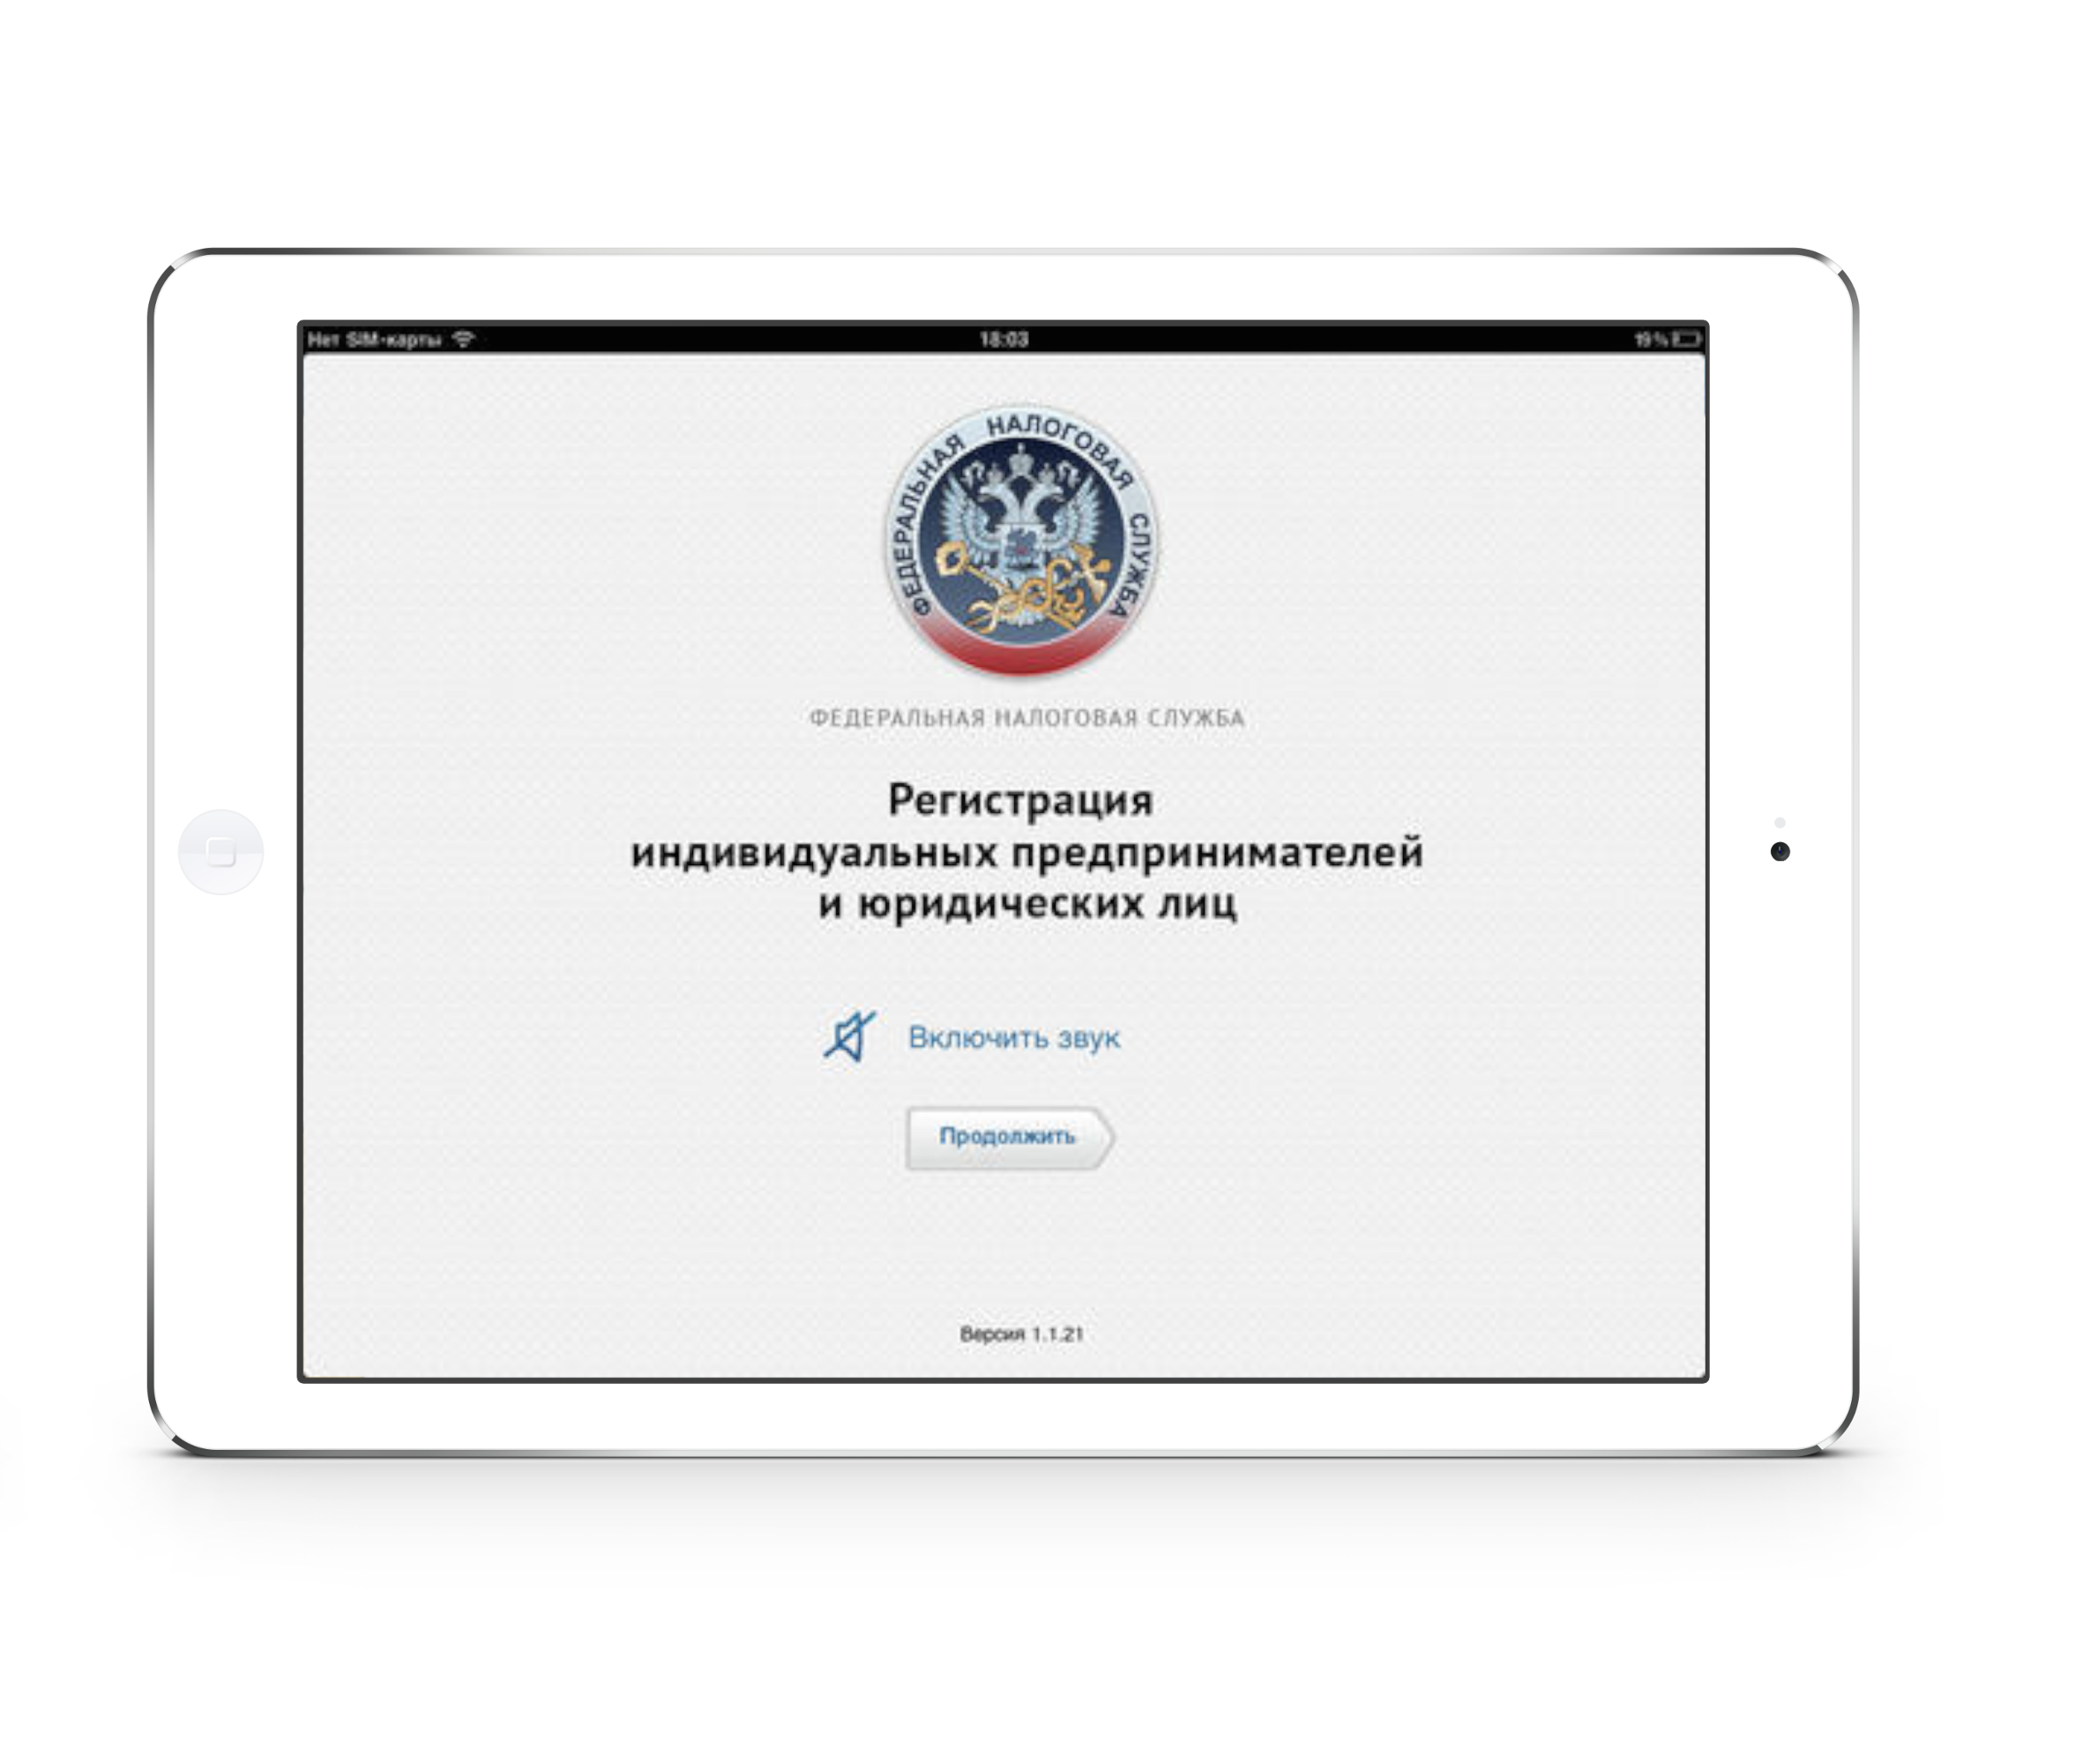 Нет SIM-карты
18:03
19%
ФЕДЕРАЛЬНАЯ НАЛОГОВАЯ СЛУЖБА
ФЕДЕРАЛЬНАЯ НАЛОГОВАЯ СЛУЖБА
Регистрация
индивидуальных предпринимателей
и юридических лиц
Включить звук
Продолжить
Версия 1.1.21